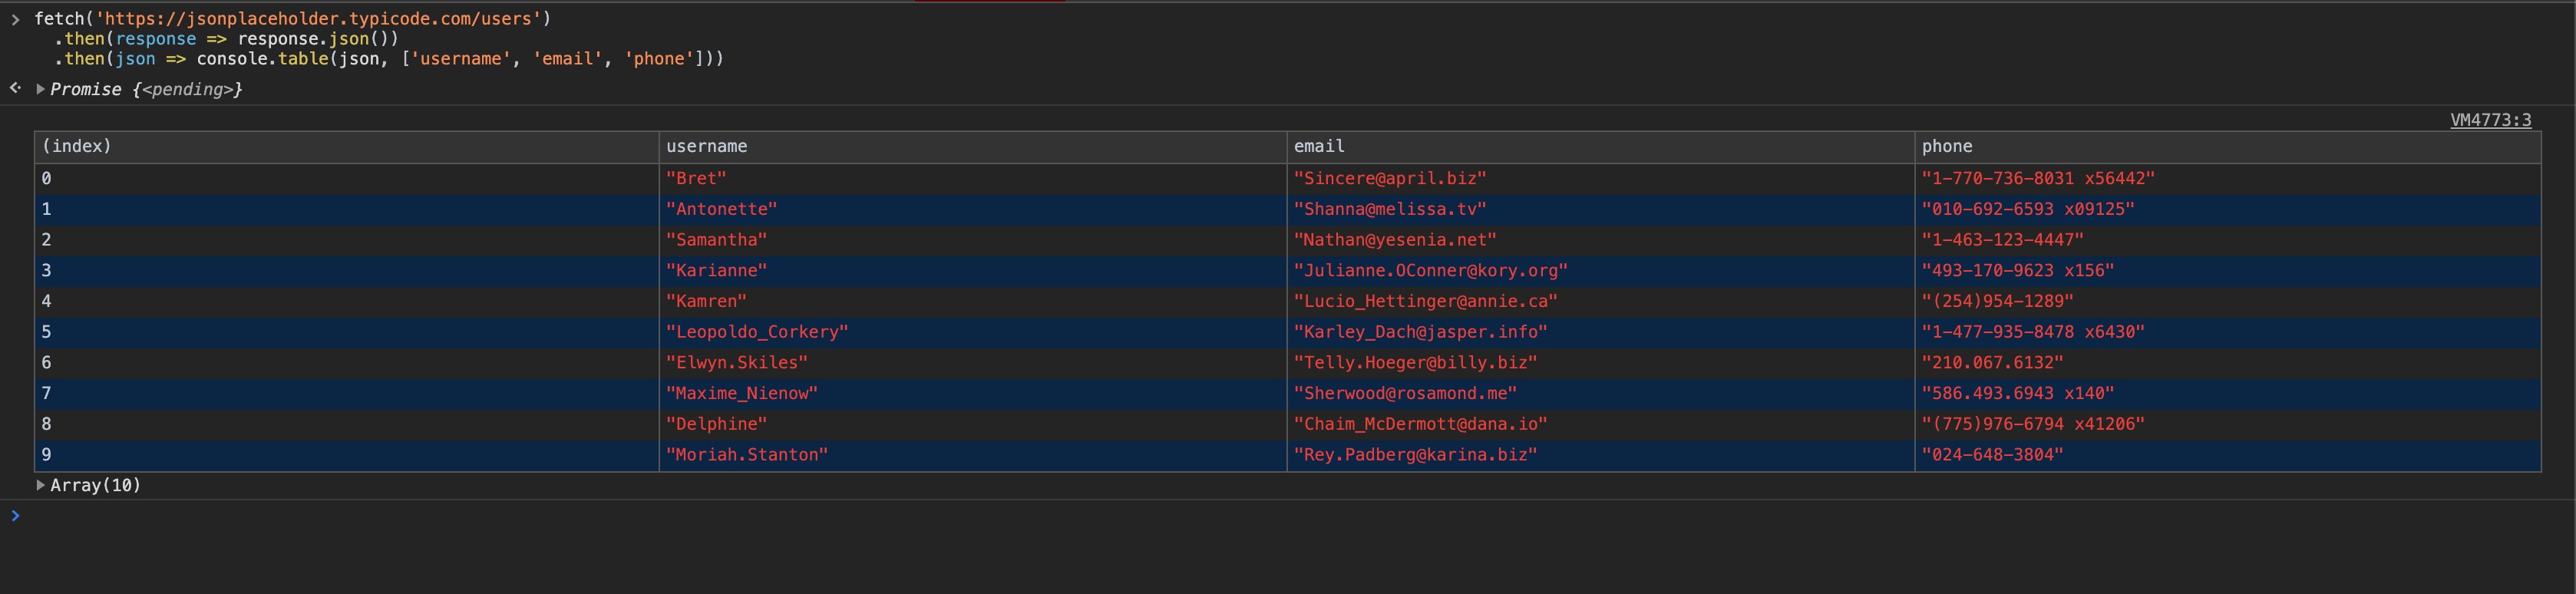 fetch('https://jsonplaceholder.typicode.com/users')
.then(response => response.json())
.then(json => console.table(json, ['username', 'email', 'phone']))
Promise {<pending>}
VM4773:3
(index) username email phone
0 "Bret" "Sincere@april.biz" "1-770-736-8031 x56442"
1 "Antonette" "Shanna@melissa.tv" "010-692-6593 x09125"
2 "Samantha" "Nathan@yesenia.net" "1-463-123-4447"
3 "Karianne" "Julianne.OConner@kory.org" "493-170-9623 x156"
4 "Kamren" "Lucio_Hettinger@annie.ca" "(254)954-1289"
5 "Leopoldo_Corkery" "Karley_Dach@jasper.info" "1-477-935-8478 x6430"
6 "Elwyn.Skiles" "Telly.Hoeger@billy.biz" "210.067.6132"
7 "Maxime_Nienow" "Sherwood@rosamond.me" "586.493.6943 x140"
8 "Delphine" "Chaim_McDermott@dana.io" "(775)976-6794 x41206"
9 "Moriah.Stanton" "Rey.Padberg@karina.biz" "024-648-3804"
Array(10)